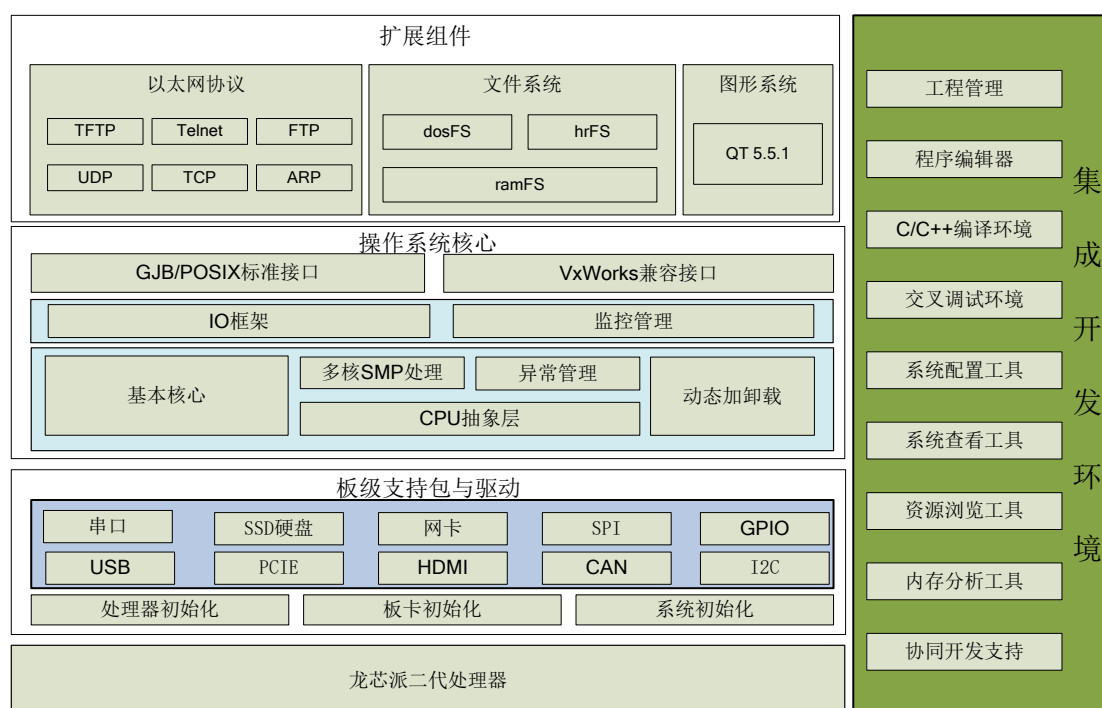 扩展组件
以太网协议
TFTP
Telnet
FTP
UDP
TCP
ARP
文件系统
dosFS
hrFS
ramFS
图形系统
QT 5.5.1
操作系统核心
GJB/POSIX标准接口
VxWorks兼容接口
IO框架
监控管理
基本核心
多核SMP处理
异常管理
CPU抽象层
动态加卸载
板级支持包与驱动
串口
SSD硬盘
网卡
SPI
GPIO
USB
PCIE
HDMI
CAN
I2C
处理器初始化
板卡初始化
系统初始化
龙芯派二代处理器
工程管理
程序编辑器
C/C++编译环境
交叉调试环境
系统配置工具
系统查看工具
资源浏览工具
内存分析工具
协同开发支持
集成开发环境